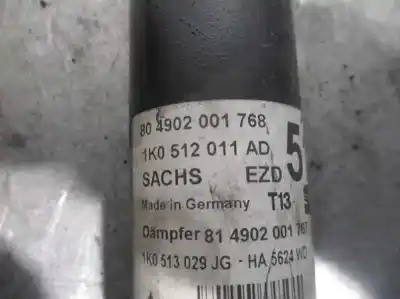 80 4902 001 768
1K0 512 011 AD
SACHS EZD 5
Made in Germany T13
Dämpfer 81 4902 001 767
1K0 513 029 JG - HA 5624 WD